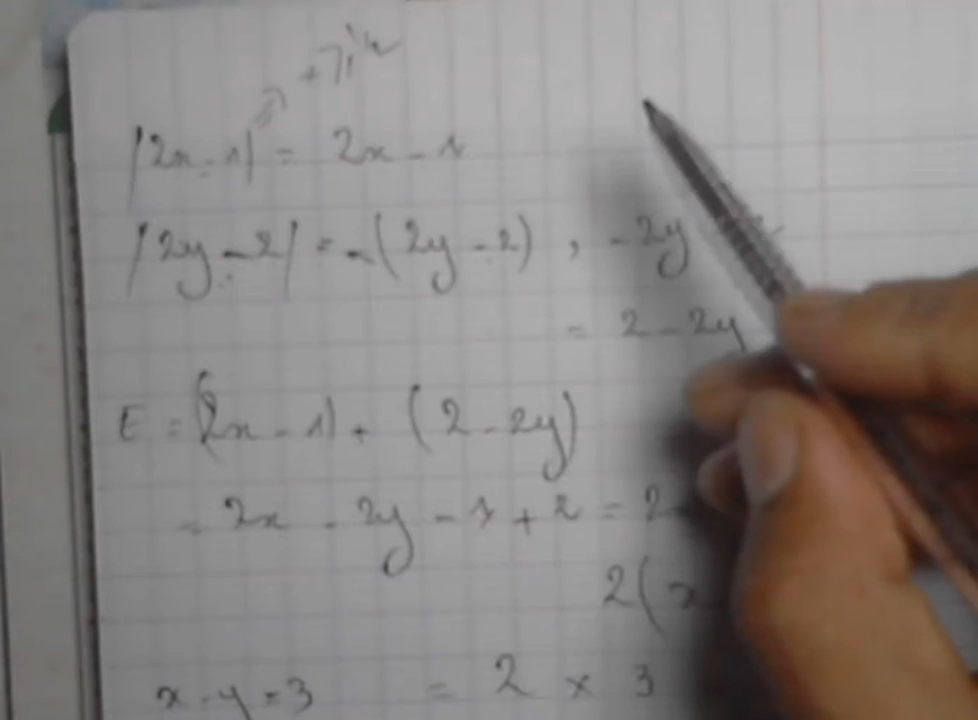 |2x - 1| = 2x - 1
|2y - 2| = -(2y - 2) , -2y
= 2 - 2y
E = (2x - 1) + (2 - 2y)
= 2x - 2y - 1 + 2 = 2
2(x
x - y = 3 = 2 × 3